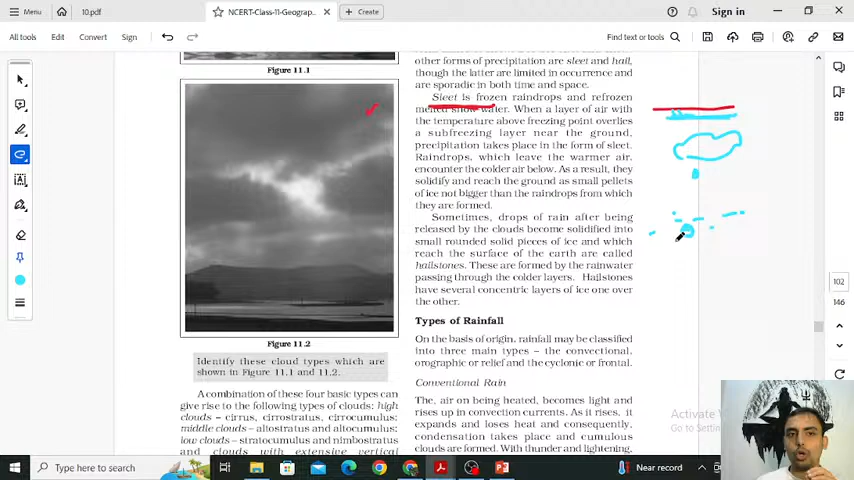 Menu
10.pdf
NCERT-Class-11-Geograp...
Create
Sign in
All tools
Edit
Convert
Sign
Find text or tools
Figure 11.1
Figure 11.2
Identify these cloud types which are
shown in Figure 11.1 and 11.2.
A combination of these four basic types can
give rise to the following types of clouds: high
clouds – cirrus, cirrostratus, cirrocumulus;
middle clouds – altostratus and altocumulus;
low clouds – stratocumulus and nimbostratus
and clouds with extensive vertical
other forms of precipitation are sleet and hail,
though the latter are limited in occurrence and
are sporadic in both time and space.
Sleet is frozen raindrops and refrozen
melted snow-water. When a layer of air with
the temperature above freezing point overlies
a subfreezing layer near the ground,
precipitation takes place in the form of sleet.
Raindrops, which leave the warmer air,
encounter the colder air below. As a result, they
solidify and reach the ground as small pellets
of ice not bigger than the raindrops from which
they are formed.
Sometimes, drops of rain after being
released by the clouds become solidified into
small rounded solid pieces of ice and which
reach the surface of the earth are called
hailstones. These are formed by the rainwater
passing through the colder layers. Hailstones
have several concentric layers of ice one over
the other.
Types of Rainfall
On the basis of origin, rainfall may be classified
into three main types – the convectional,
orographic or relief and the cyclonic or frontal.
Conventional Rain
The, air on being heated, becomes light and
rises up in convection currents. As it rises, it
expands and loses heat and consequently,
condensation takes place and cumulous
clouds are formed. With thunder and lightening,
102
146
Activate
Go to Setting
Type here to search
Near record